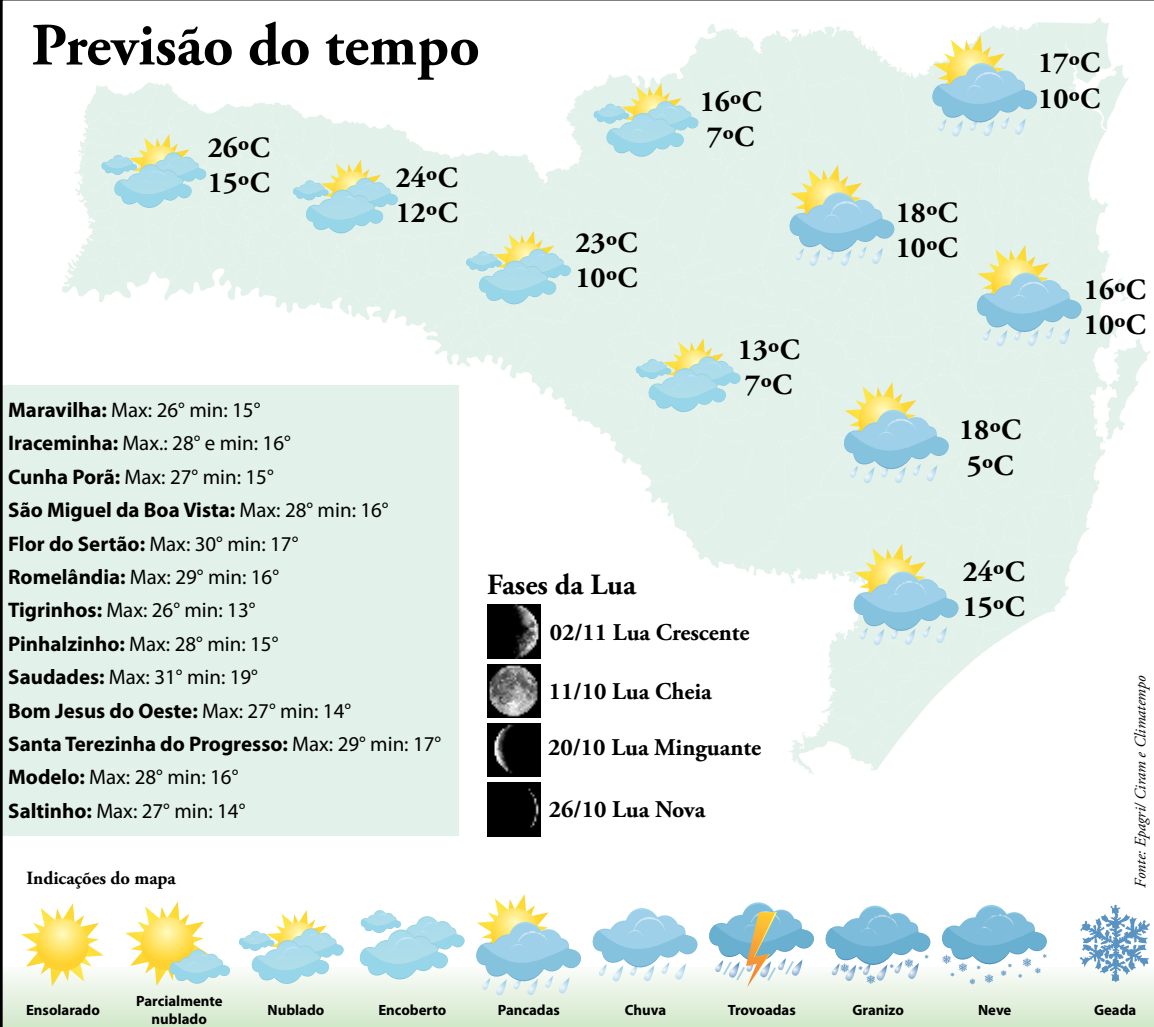 Previsão do tempo
26ºC
15ºC
24ºC
12ºC
23ºC
10ºC
16ºC
7ºC
17ºC
10ºC
18ºC
10ºC
16ºC
10ºC
13ºC
7ºC
18ºC
5ºC
24ºC
15ºC
Maravilha: Max: 26° min: 15°
Iraceminha: Max.: 28° e min: 16°
Cunha Porã: Max: 27° min: 15°
São Miguel da Boa Vista: Max: 28° min: 16°
Flor do Sertão: Max: 30° min: 17°
Romelândia: Max: 29° min: 16°
Tigrinhos: Max: 26° min: 13°
Pinhalzinho: Max: 28° min: 15°
Saudades: Max: 31° min: 19°
Bom Jesus do Oeste: Max: 27° min: 14°
Santa Terezinha do Progresso: Max: 29° min: 17°
Modelo: Max: 28° min: 16°
Saltinho: Max: 27° min: 14°
Fases da Lua
02/11 Lua Crescente
11/10 Lua Cheia
20/10 Lua Minguante
26/10 Lua Nova
Fonte: Epagri/ Ciram e Climatempo
Indicações do mapa
Ensolarado
Parcialmente
nublado
Nublado
Encoberto
Pancadas
Chuva
Trovoadas
Granizo
Neve
Geada